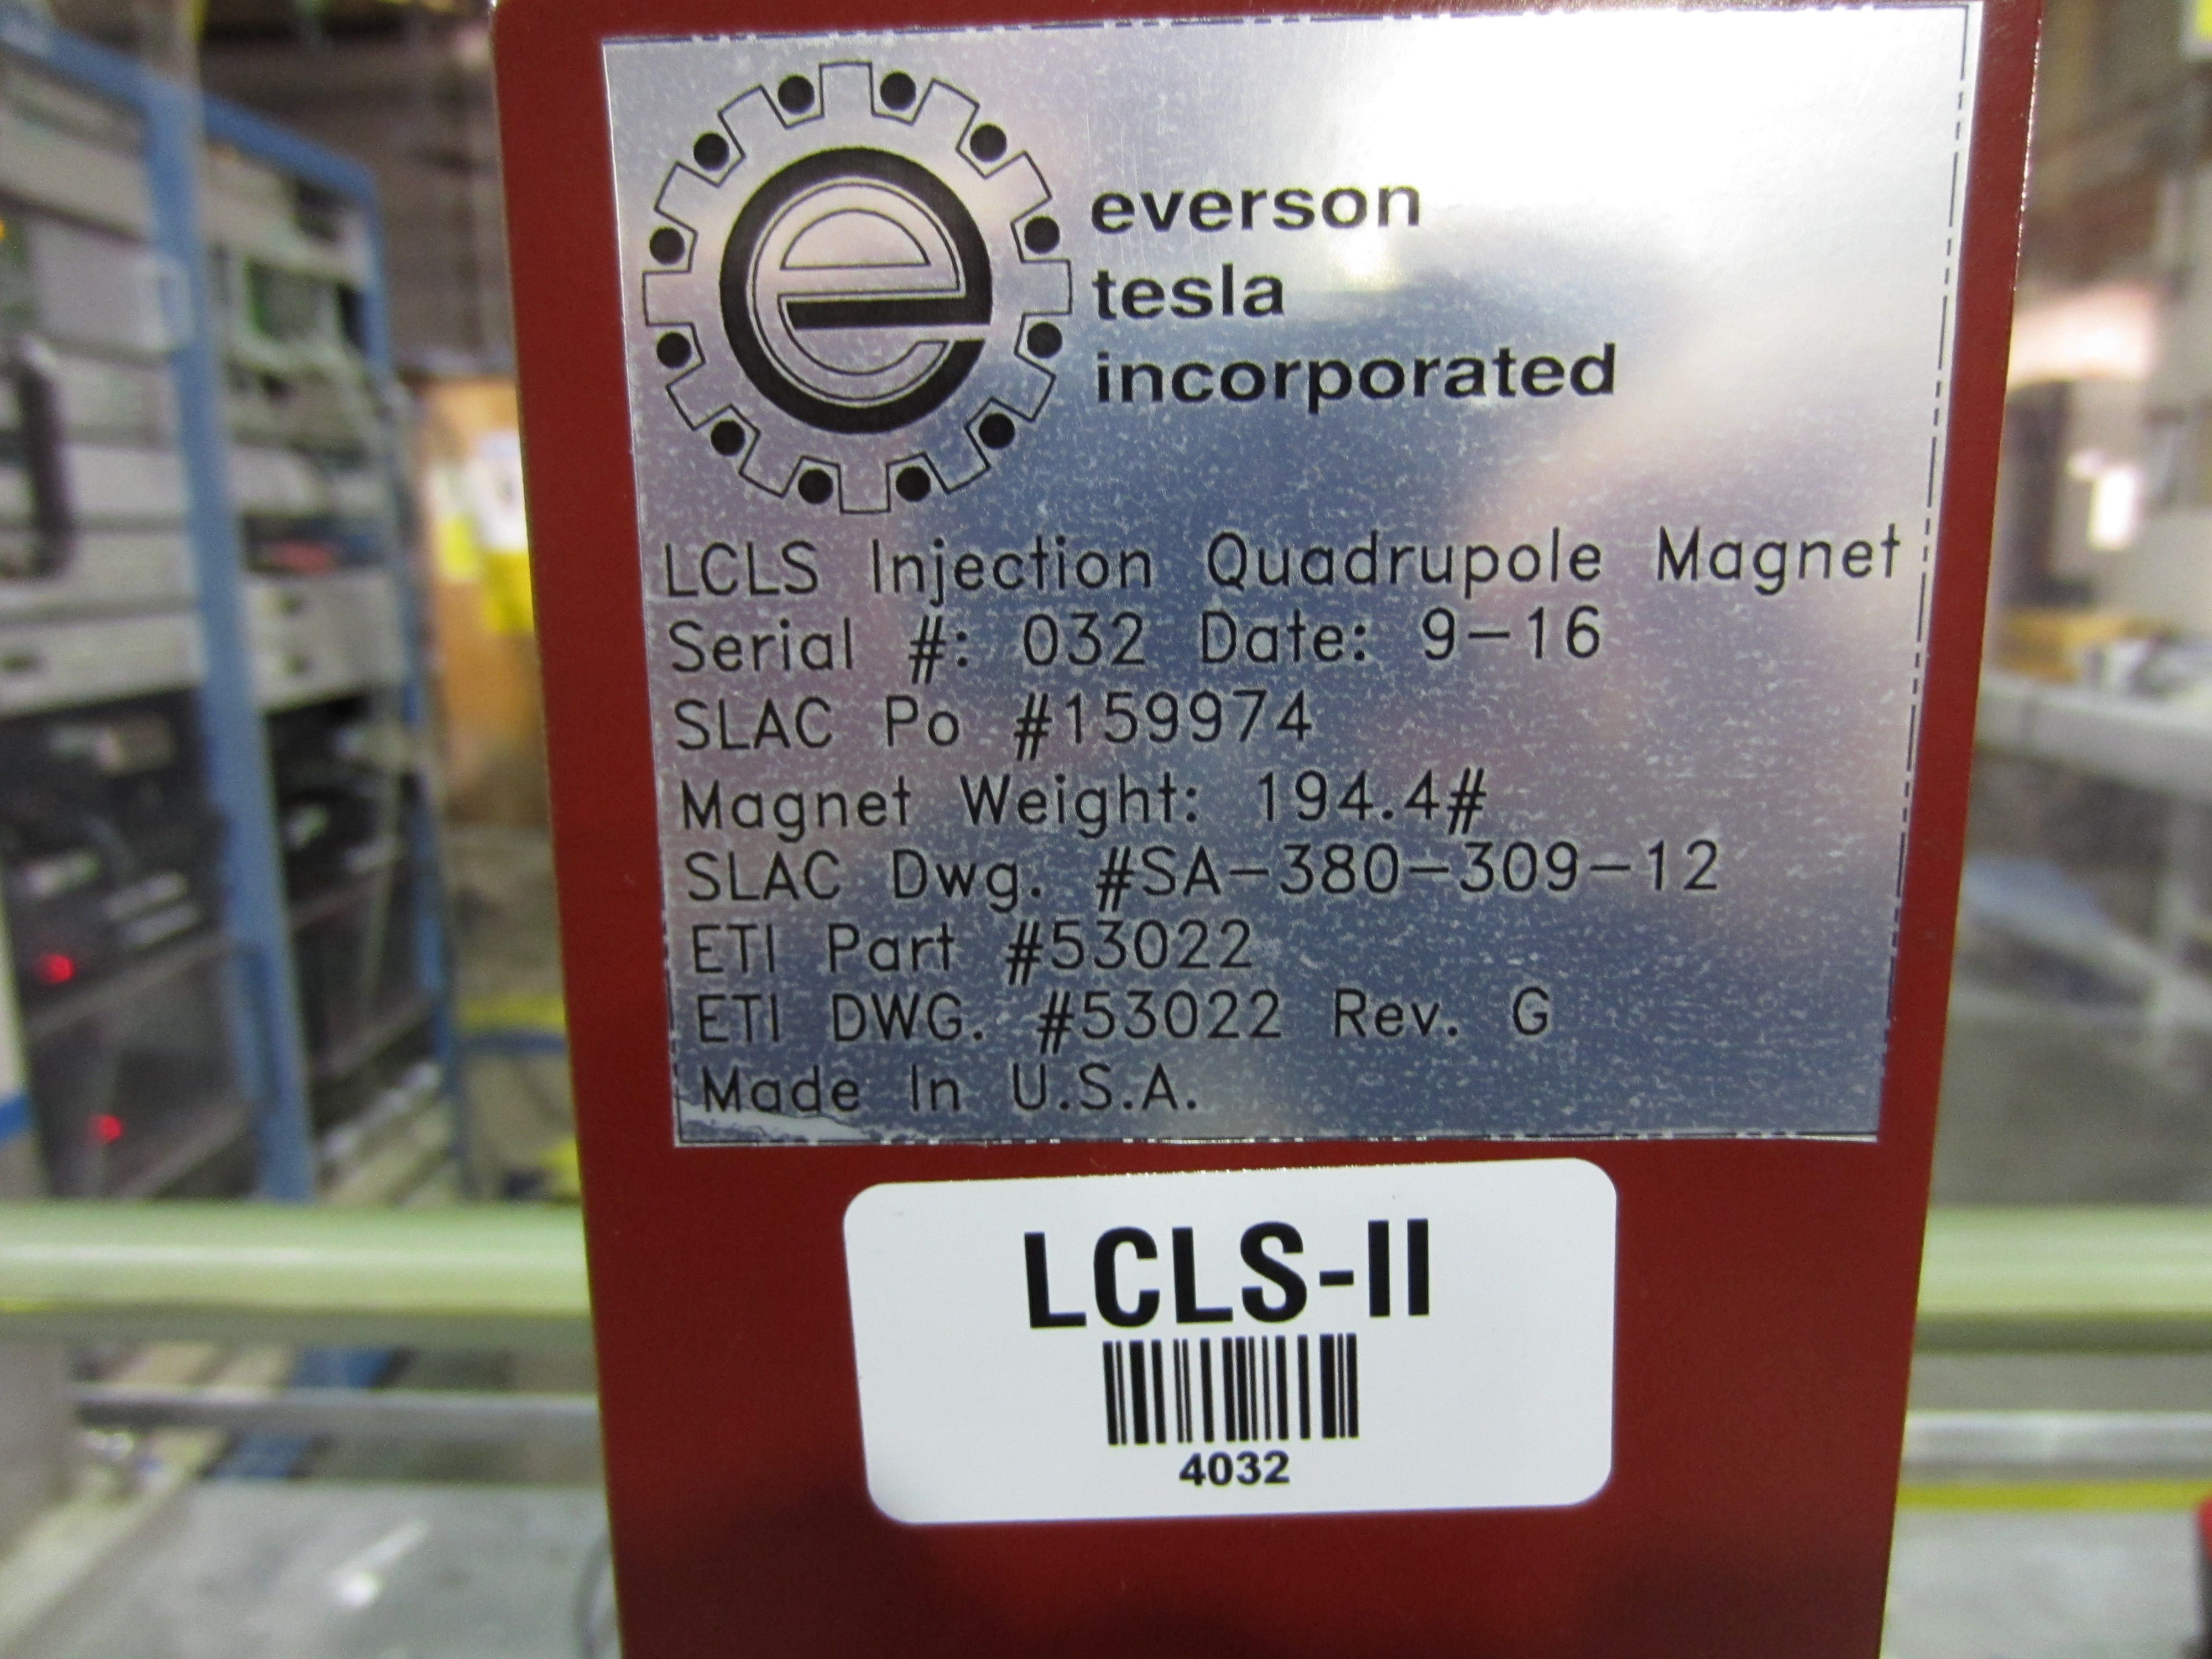 e
everson
tesla
incorporated
LCLS Injection Quadrupole Magnet
Serial #: 032 Date: 9-16
SLAC Po #159974
Magnet Weight: 194.4#
SLAC Dwg. #SA-380-309-12
ETI Part #53022
ETI DWG. #53022 Rev. G
Made In U.S.A.
LCLS-II
4032